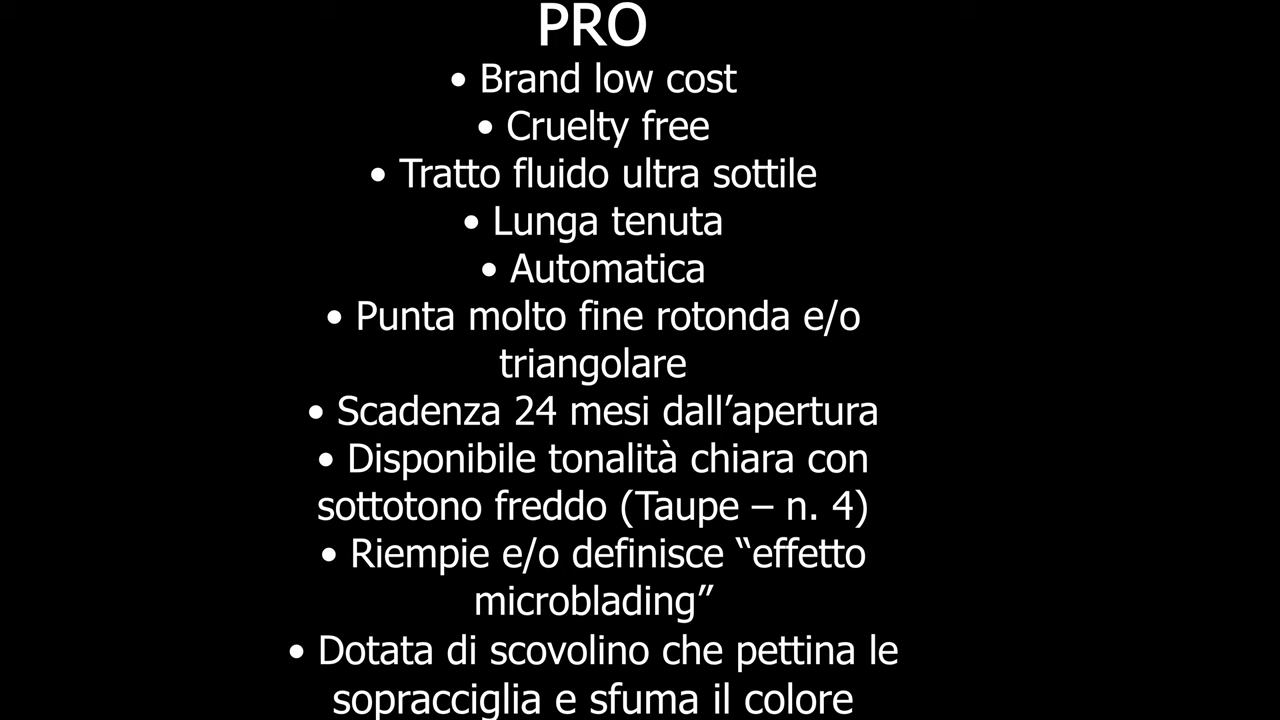 PRO
• Brand low cost
• Cruelty free
• Tratto fluido ultra sottile
• Lunga tenuta
• Automatica
• Punta molto fine rotonda e/o
triangolare
• Scadenza 24 mesi dall’apertura
• Disponibile tonalità chiara con
sottotono freddo (Taupe – n. 4)
• Riempie e/o definisce “effetto
microblading”
• Dotata di scovolino che pettina le
sopracciglia e sfuma il colore